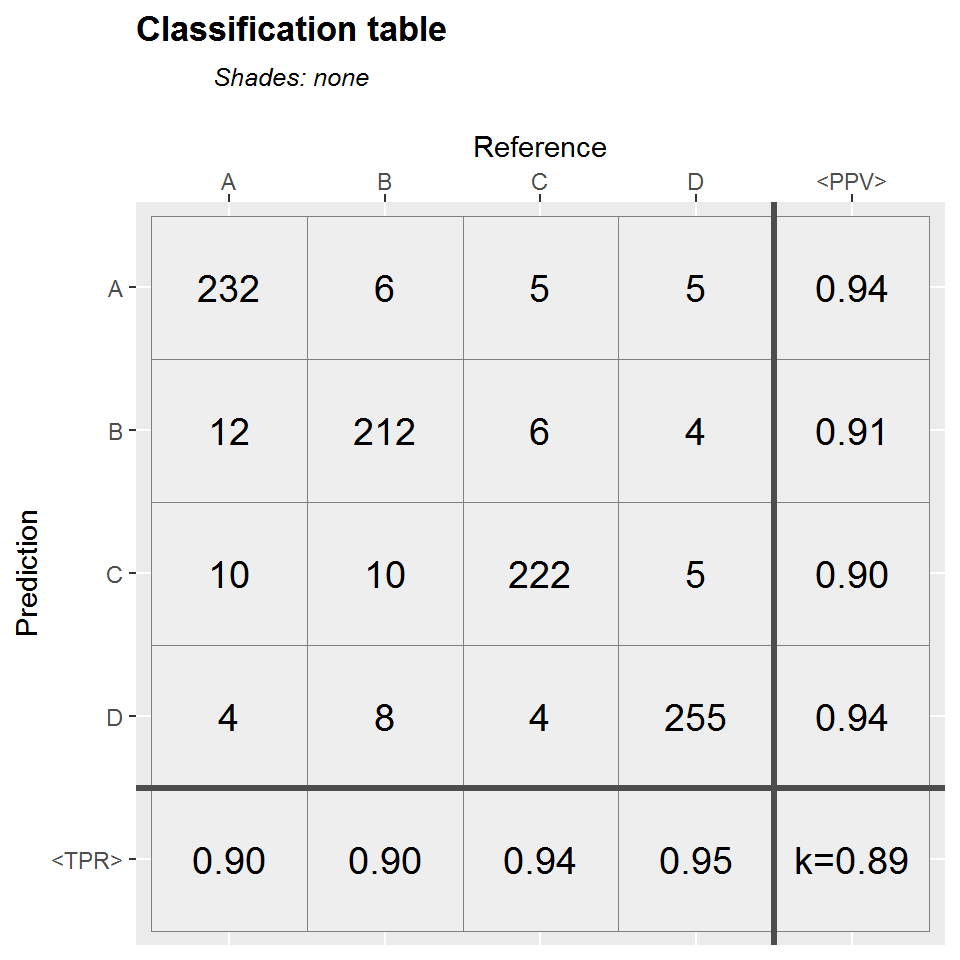 Classification table
Shades: none
Reference
A B C D <PPV>
A 232 6 5 5 0.94
B 12 212 6 4 0.91
C 10 10 222 5 0.90
D 4 8 4 255 0.94
<TPR> 0.90 0.90 0.94 0.95 k=0.89
Prediction